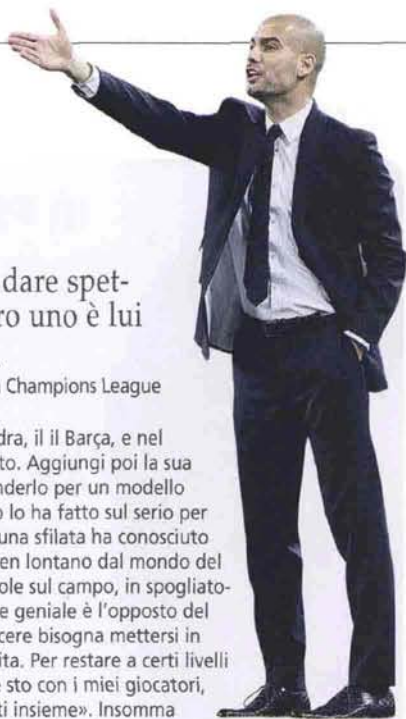 dare spet-
ro uno è lui
Champions League
dra, il il Barça, e nel
to. Aggiungi poi la sua
nderlo per un modello
o lo ha fatto sul serio per
una sfilata ha conosciuto
en lontano dal mondo del
ole sul campo, in spogliato-
e geniale è l'opposto del
cere bisogna mettersi in
ita. Per restare a certi livelli
e sto con i miei giocatori,
ti insieme». Insomma